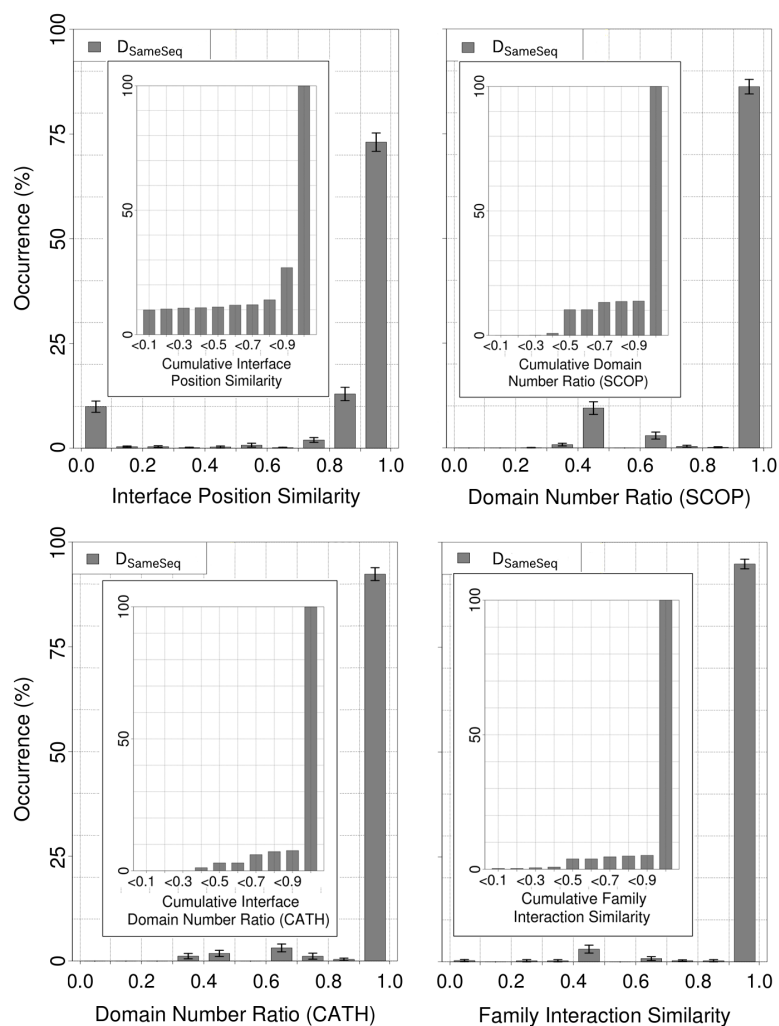 100
75
50
25
0
Occurrence (%)
D SameSeq
100
50
0
<0.1 <0.3 <0.5 <0.7 <0.9
Cumulative Interface
Position Similarity
0.0 0.2 0.4 0.6 0.8 1.0
Interface Position Similarity
D SameSeq
100
50
0
<0.1 <0.3 <0.5 <0.7 <0.9
Cumulative Domain
Number Ratio (SCOP)
0.0 0.2 0.4 0.6 0.8 1.0
Domain Number Ratio (SCOP)
100
75
50
25
0
Occurrence (%)
D SameSeq
100
50
0
<0.1 <0.3 <0.5 <0.7 <0.9
Cumulative Interface
Domain Number Ratio (CATH)
0.0 0.2 0.4 0.6 0.8 1.0
Domain Number Ratio (CATH)
D SameSeq
100
50
0
<0.1 <0.3 <0.5 <0.7 <0.9
Cumulative Family
Interaction Similarity
0.0 0.2 0.4 0.6 0.8 1.0
Family Interaction Similarity